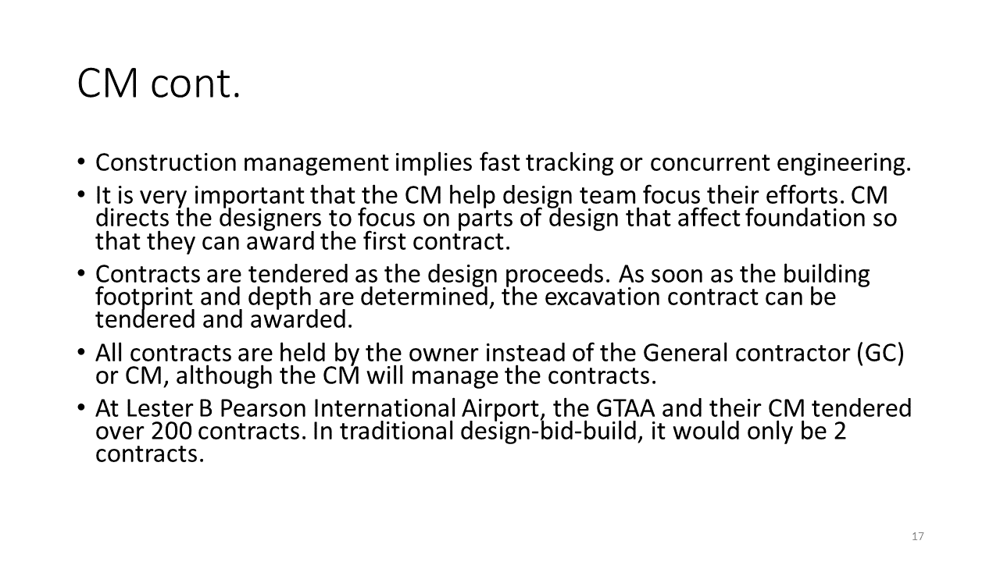 CM cont.
• Construction management implies fast tracking or concurrent engineering.
• It is very important that the CM help design team focus their efforts. CM
directs the designers to focus on parts of design that affect foundation so
that they can award the first contract.
• Contracts are tendered as the design proceeds. As soon as the building
footprint and depth are determined, the excavation contract can be
tendered and awarded.
• All contracts are held by the owner instead of the General contractor (GC)
or CM, although the CM will manage the contracts.
• At Lester B Pearson International Airport, the GTAA and their CM tendered
over 200 contracts. In traditional design-bid-build, it would only be 2
contracts.
17